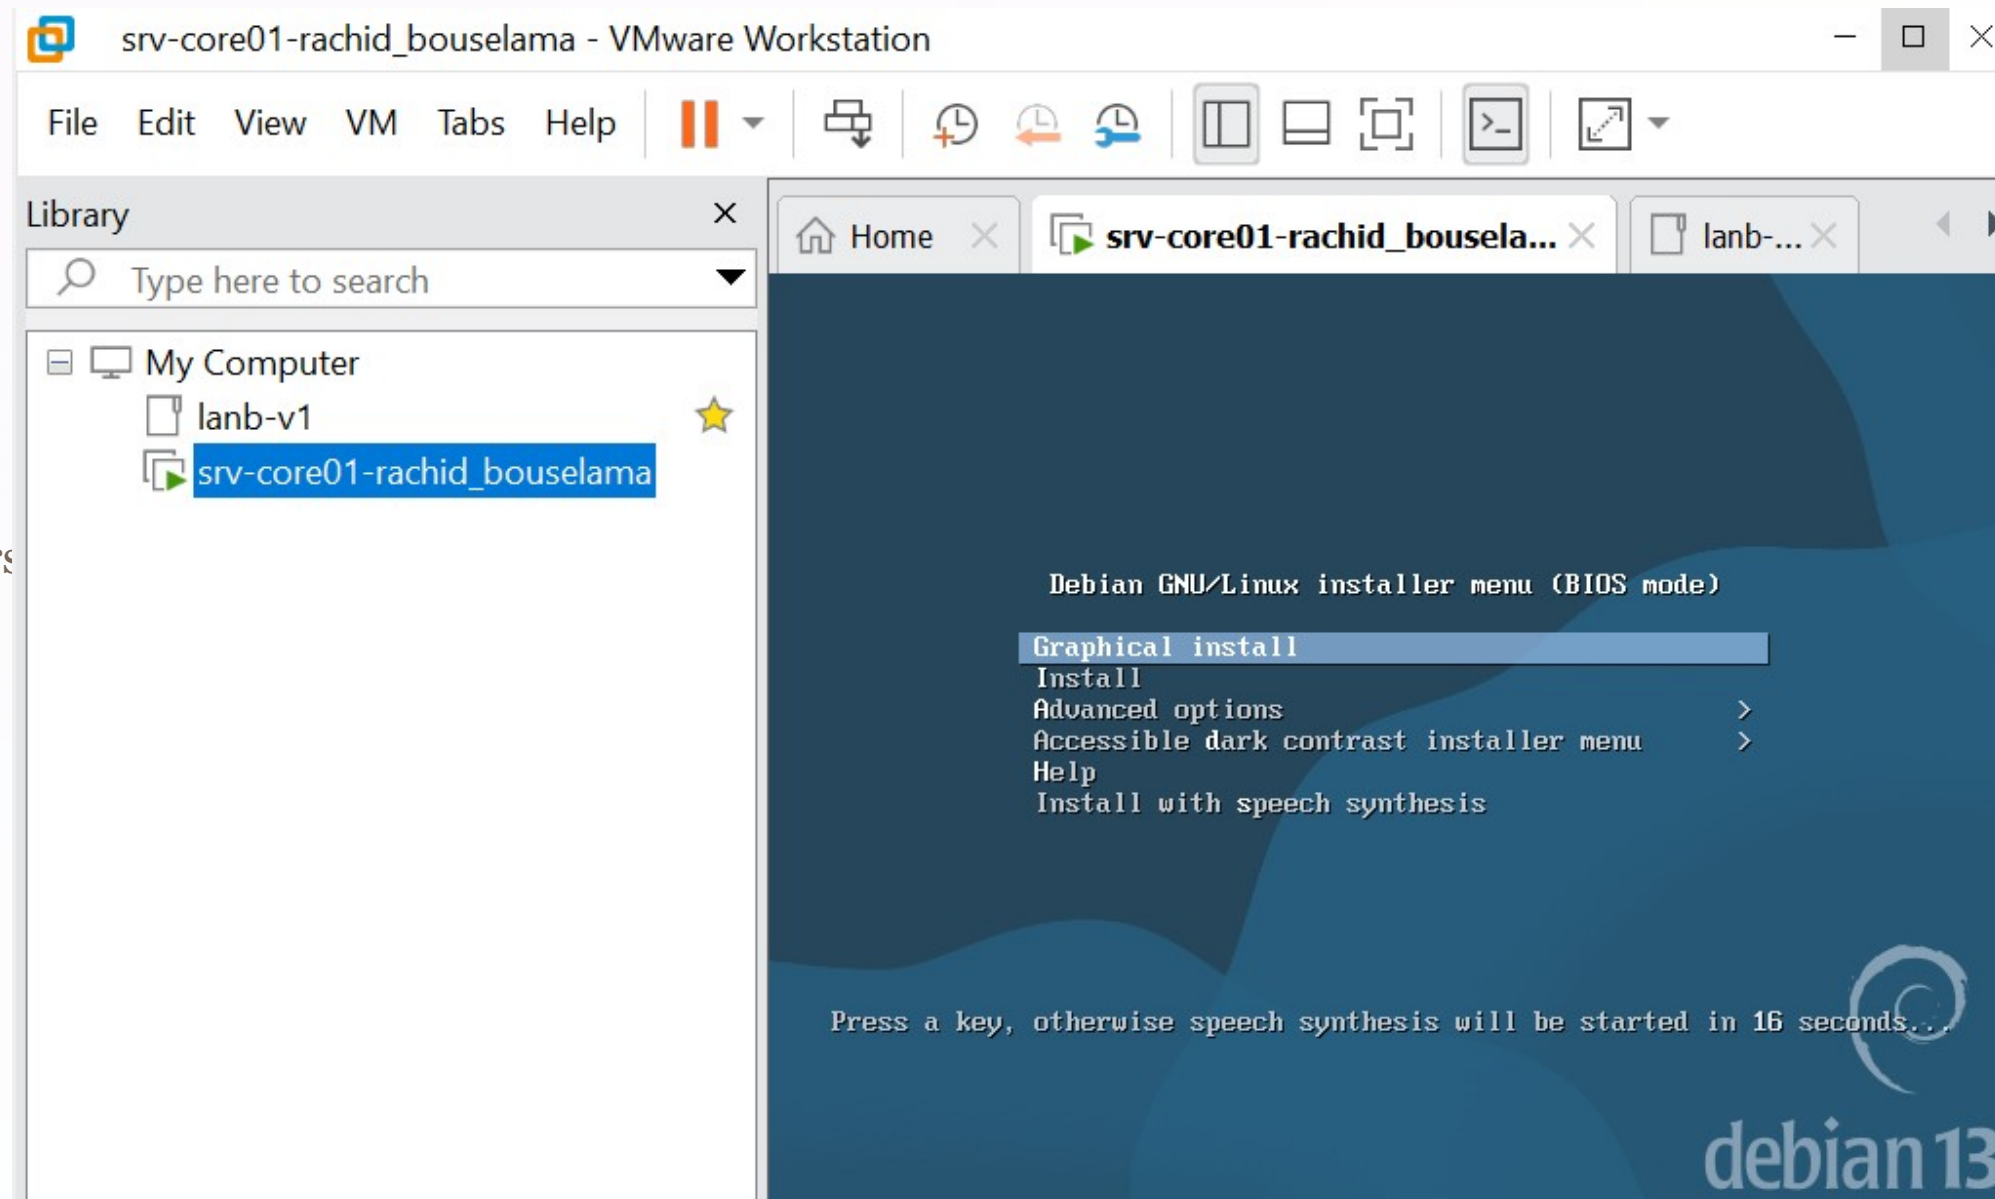 srv-core01-rachid_bouselama - VMware Workstation
File Edit View VM Tabs Help
Library
Type here to search
Home
srv-core01-rachid_bousela...
lanb-...
My Computer
lanb-v1
srv-core01-rachid_bouselama
rs
Debian GNU/Linux installer menu (BIOS mode)
Graphical install
Install
Advanced options >
Accessible dark contrast installer menu >
Help
Install with speech synthesis
Press a key, otherwise speech synthesis will be started in 16 seconds...
debian 13